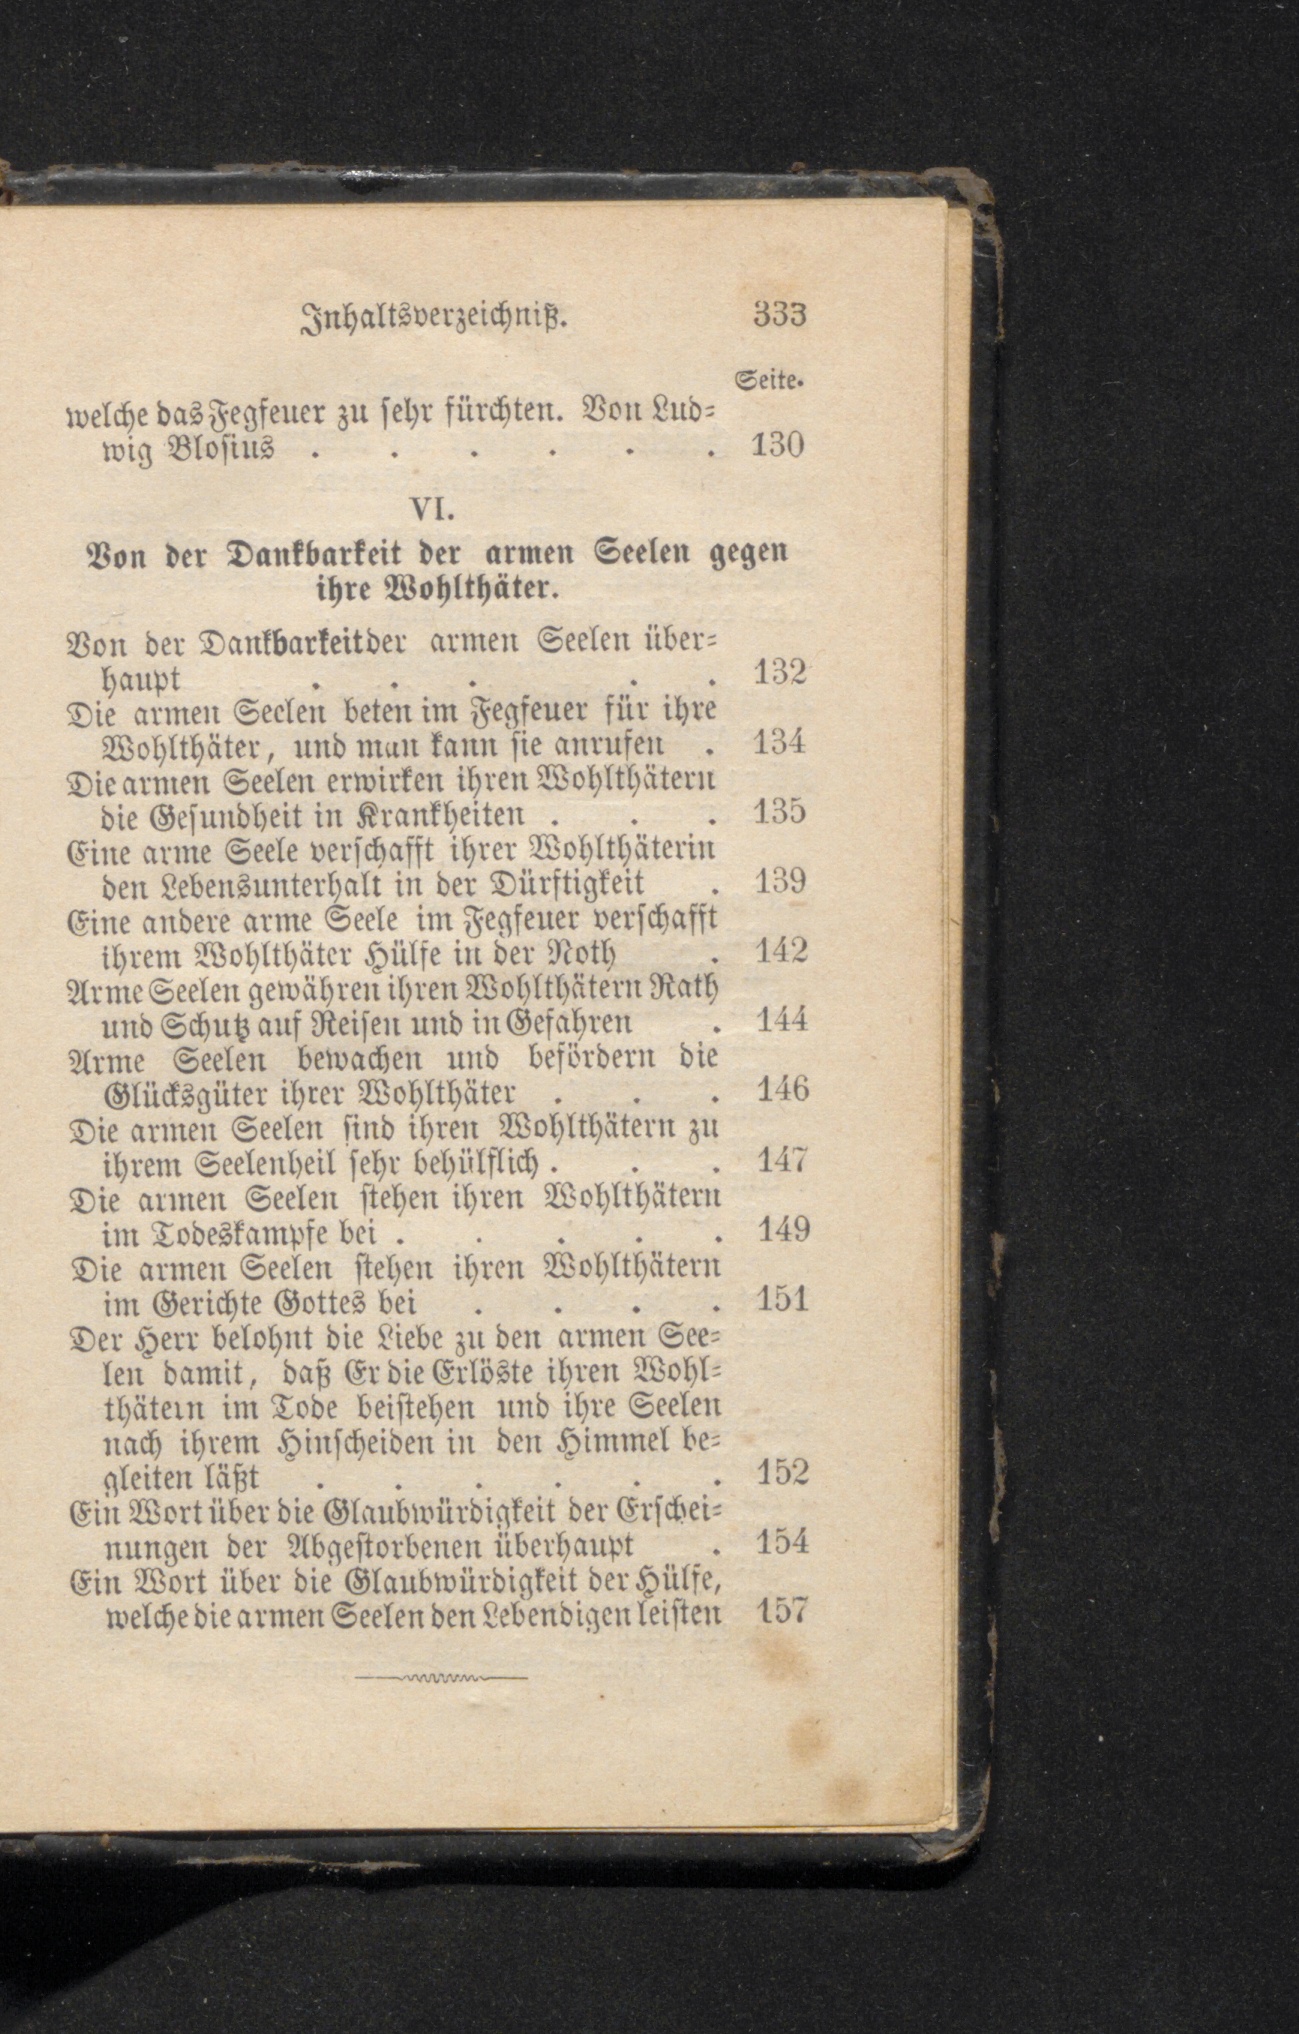 Inhaltsverzeichniß. 333
Seite.
welche das Fegfeuer zu sehr fürchten. Von Lud-
wig Blosius . . . . . . 130
VI.
Von der Dankbarkeit der armen Seelen gegen
ihre Wohlthäter.
Von der Dankbarkeit der armen Seelen über-
haupt . . . . . 132
Die armen Seelen beten im Fegfeuer für ihre
Wohlthäter, und man kann sie anrufen . 134
Die armen Seelen erwirken ihren Wohlthätern
die Gesundheit in Krankheiten . . . 135
Eine arme Seele verschafft ihrer Wohlthäterin
den Lebensunterhalt in der Dürftigkeit . 139
Eine andere arme Seele im Fegfeuer verschafft
ihrem Wohlthäter Hülfe in der Noth . 142
Arme Seelen gewähren ihren Wohlthätern Rath
und Schutz auf Reisen und in Gefahren . 144
Arme Seelen bewachen und befördern die
Glücksgüter ihrer Wohlthäter . . . 146
Die armen Seelen sind ihren Wohlthätern zu
ihrem Seelenheil sehr behülflich . . . 147
Die armen Seelen stehen ihren Wohlthätern
im Todeskampfe bei . . . . . 149
Die armen Seelen stehen ihren Wohlthätern
im Gerichte Gottes bei . . . . 151
Der Herr belohnt die Liebe zu den armen See-
len damit, daß Er die Erlöste ihren Wohl-
thätern im Tode beistehen und ihre Seelen
nach ihrem Hinscheiden in den Himmel be-
gleiten läßt . . . . . . 152
Ein Wort über die Glaubwürdigkeit der Erschei-
nungen der Abgestorbenen überhaupt . 154
Ein Wort über die Glaubwürdigkeit der Hülfe,
welche die armen Seelen den Lebendigen leisten 157